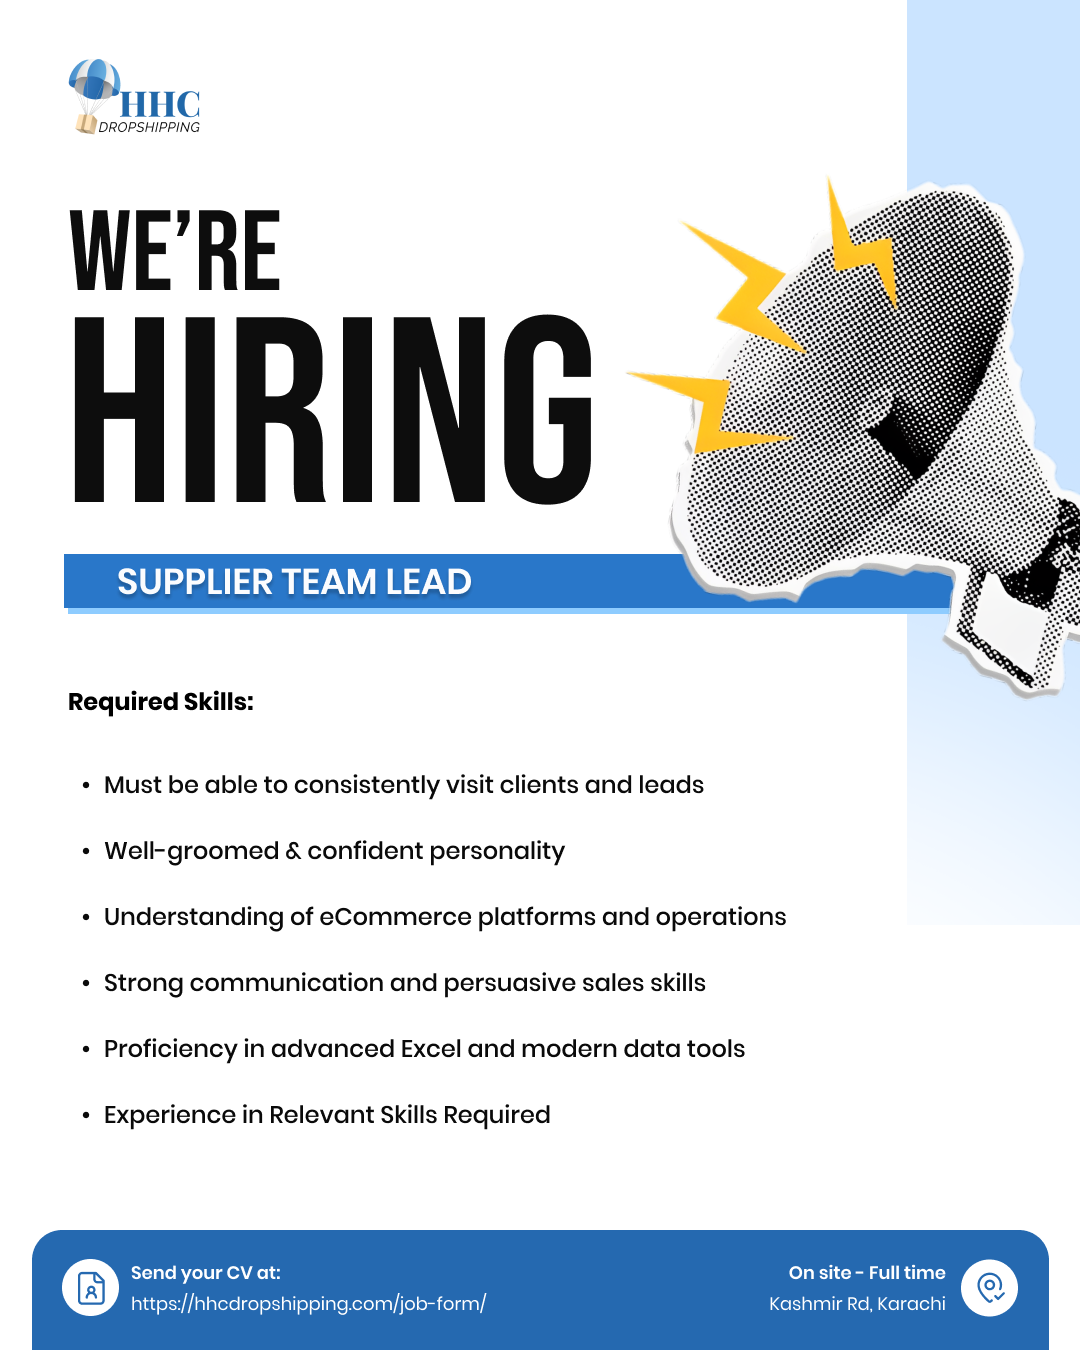 HHC
DROPSHIPPING
WE’RE
HIRING
SUPPLIER TEAM LEAD
Required Skills:
• Must be able to consistently visit clients and leads
• Well-groomed & confident personality
• Understanding of eCommerce platforms and operations
• Strong communication and persuasive sales skills
• Proficiency in advanced Excel and modern data tools
• Experience in Relevant Skills Required
Send your CV at:
https://hhcdropshipping.com/job-form/
On site - Full time
Kashmir Rd, Karachi